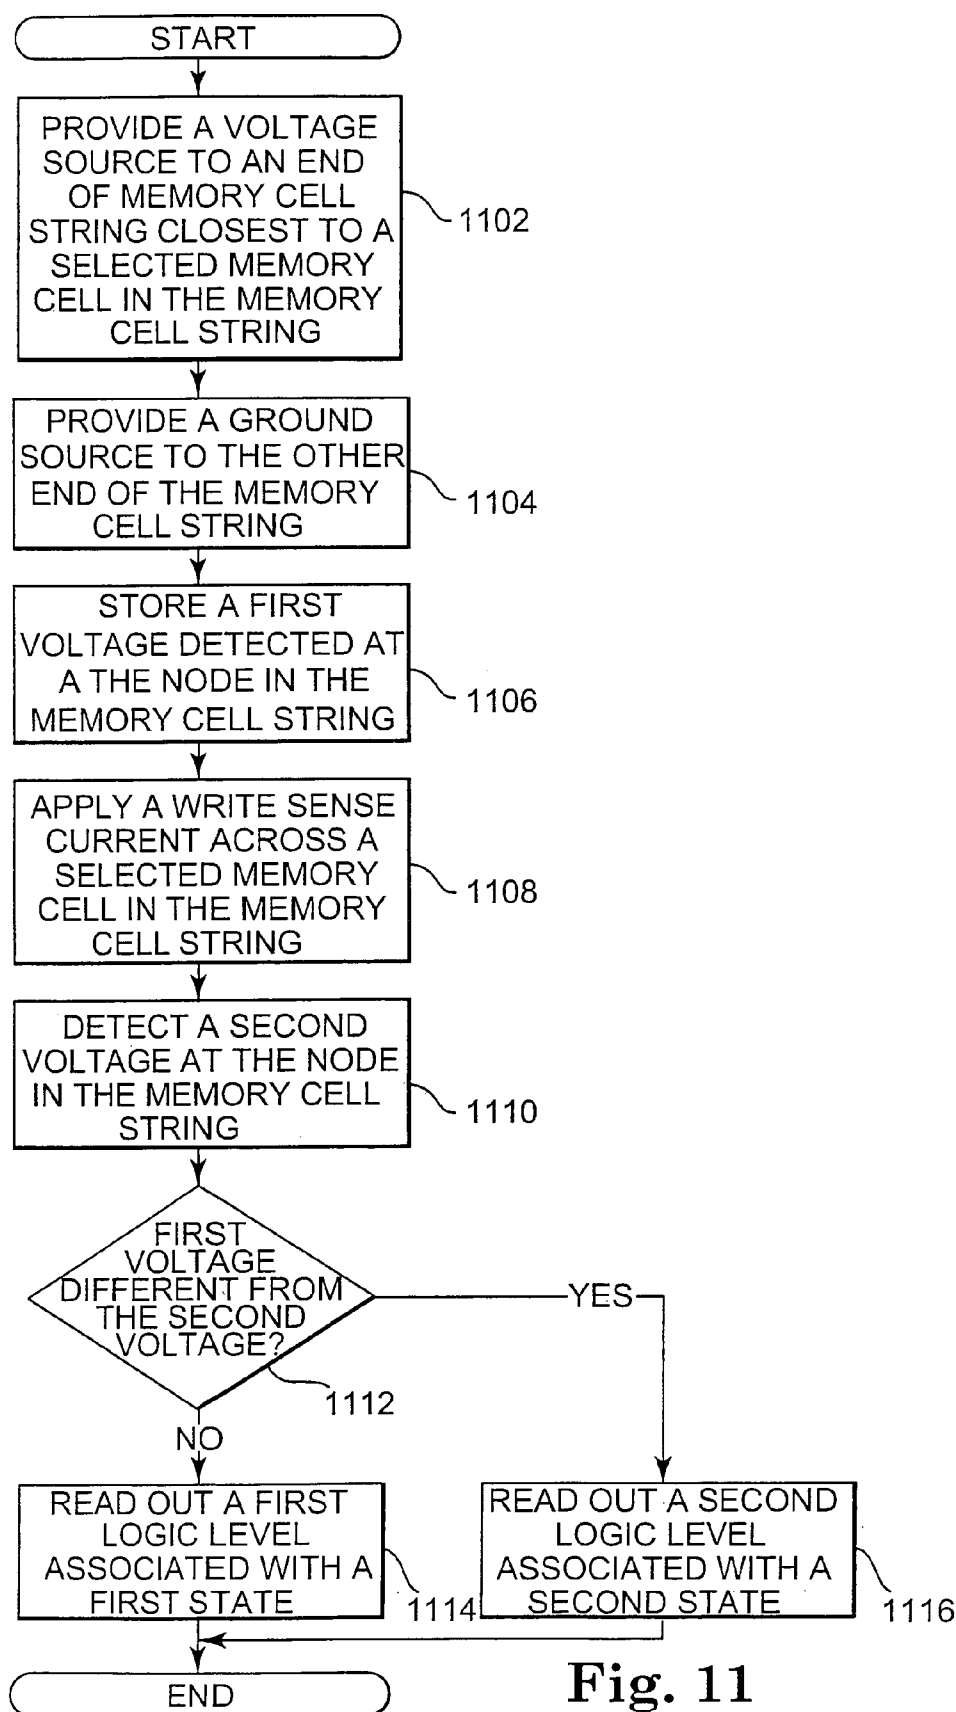 START
PROVIDE A VOLTAGE
SOURCE TO AN END
OF MEMORY CELL
STRING CLOSEST TO A
SELECTED MEMORY
CELL IN THE MEMORY
CELL STRING
1102
PROVIDE A GROUND
SOURCE TO THE OTHER
END OF THE MEMORY
CELL STRING
1104
STORE A FIRST
VOLTAGE DETECTED AT
A THE NODE IN THE
MEMORY CELL STRING
1106
APPLY A WRITE SENSE
CURRENT ACROSS A
SELECTED MEMORY
CELL IN THE MEMORY
CELL STRING
1108
DETECT A SECOND
VOLTAGE AT THE NODE
IN THE MEMORY CELL
STRING
1110
FIRST
VOLTAGE
DIFFERENT FROM
THE SECOND
VOLTAGE?
1112
YES
NO
READ OUT A FIRST
LOGIC LEVEL
ASSOCIATED WITH A
FIRST STATE
1114
READ OUT A SECOND
LOGIC LEVEL
ASSOCIATED WITH A
SECOND STATE
1116
END
Fig. 11